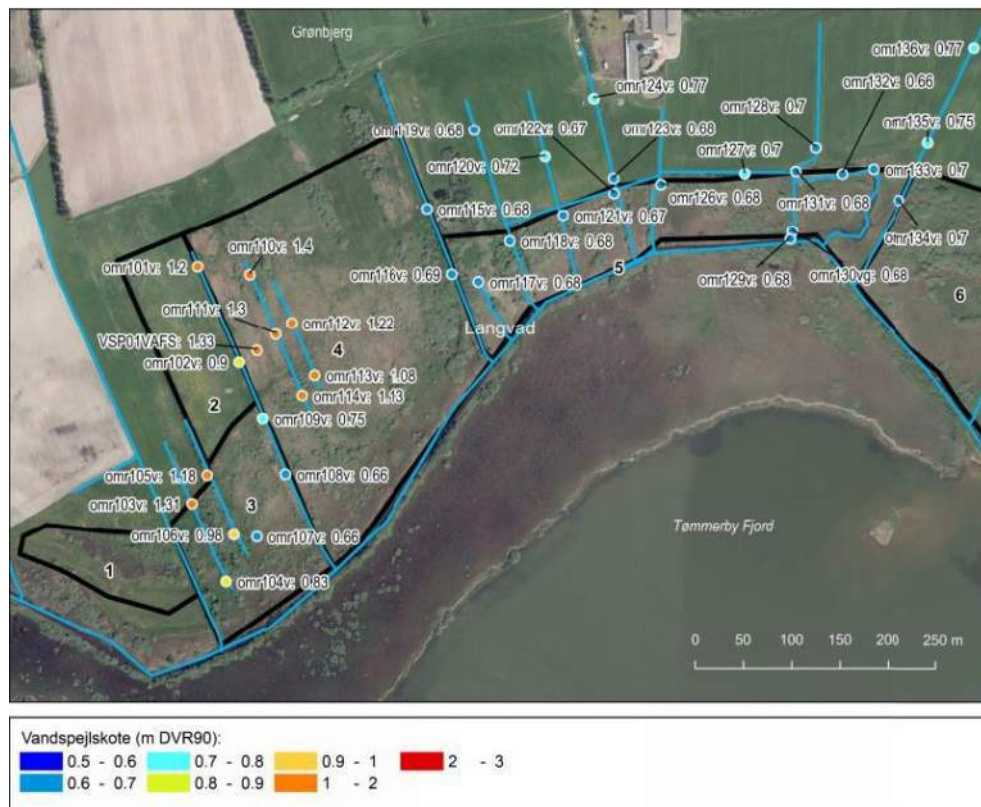 Grønbjerg
omr136v: 0.77
omr132v: 0.66
omr124v: 0.77
omr128v: 0.7
omr135v: 0.75
omr122v: 0.67
omr123v: 0.68
omr119v: 0.68
omr127v: 0.7
omr120v: 0.72
omr133v: 0.7
omr126v: 0.68
omr131v: 0.68
omr115v: 0.68
omr121v: 0.67
omr118v: 0.68
omr134v: 0.7
omr110v: 1.4
omr101v: 1.2
omr116v: 0.69
5
omr129v: 0.68
omr130vg: 0.68
omr117v: 0.68
6
omr111v: 1.3
omr112v: 1.22
Langvad
VSP01VAFS: 1.33
4
omr102v: 0.9
omr113v: 1.08
omr114v: 1.13
2
omr109v: 0.75
omr105v: 1.18
omr108v: 0.66
omr103v: 1.31
3
omr106v: 0.98
omr107v: 0.66
Tømmerby Fjord
1
omr104v: 0.83
0 50 100 150 200 250 m
Vandspejlskote (m DVR90):
0.5 - 0.6 0.7 - 0.8 0.9 - 1 2 - 3
0.6 - 0.7 0.8 - 0.9 1 - 2